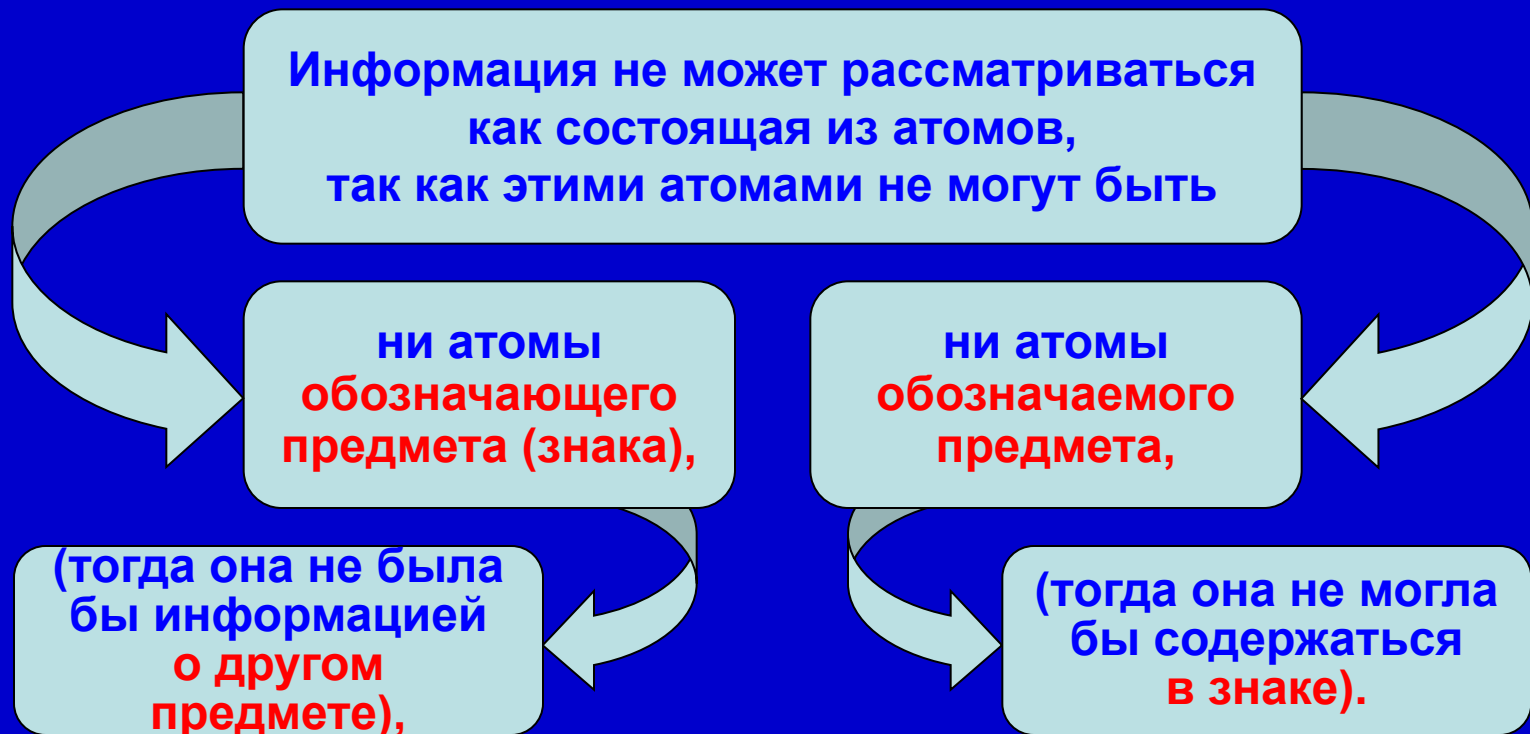 Информация не может рассматриваться
как состоящая из атомов,
так как этими атомами не могут быть
ни атомы
обозначающего
предмета (знака),
ни атомы
обозначаемого
предмета,
(тогда она не была
бы информацией
о другом
предмете),
(тогда она не могла
бы содержаться
в знаке).